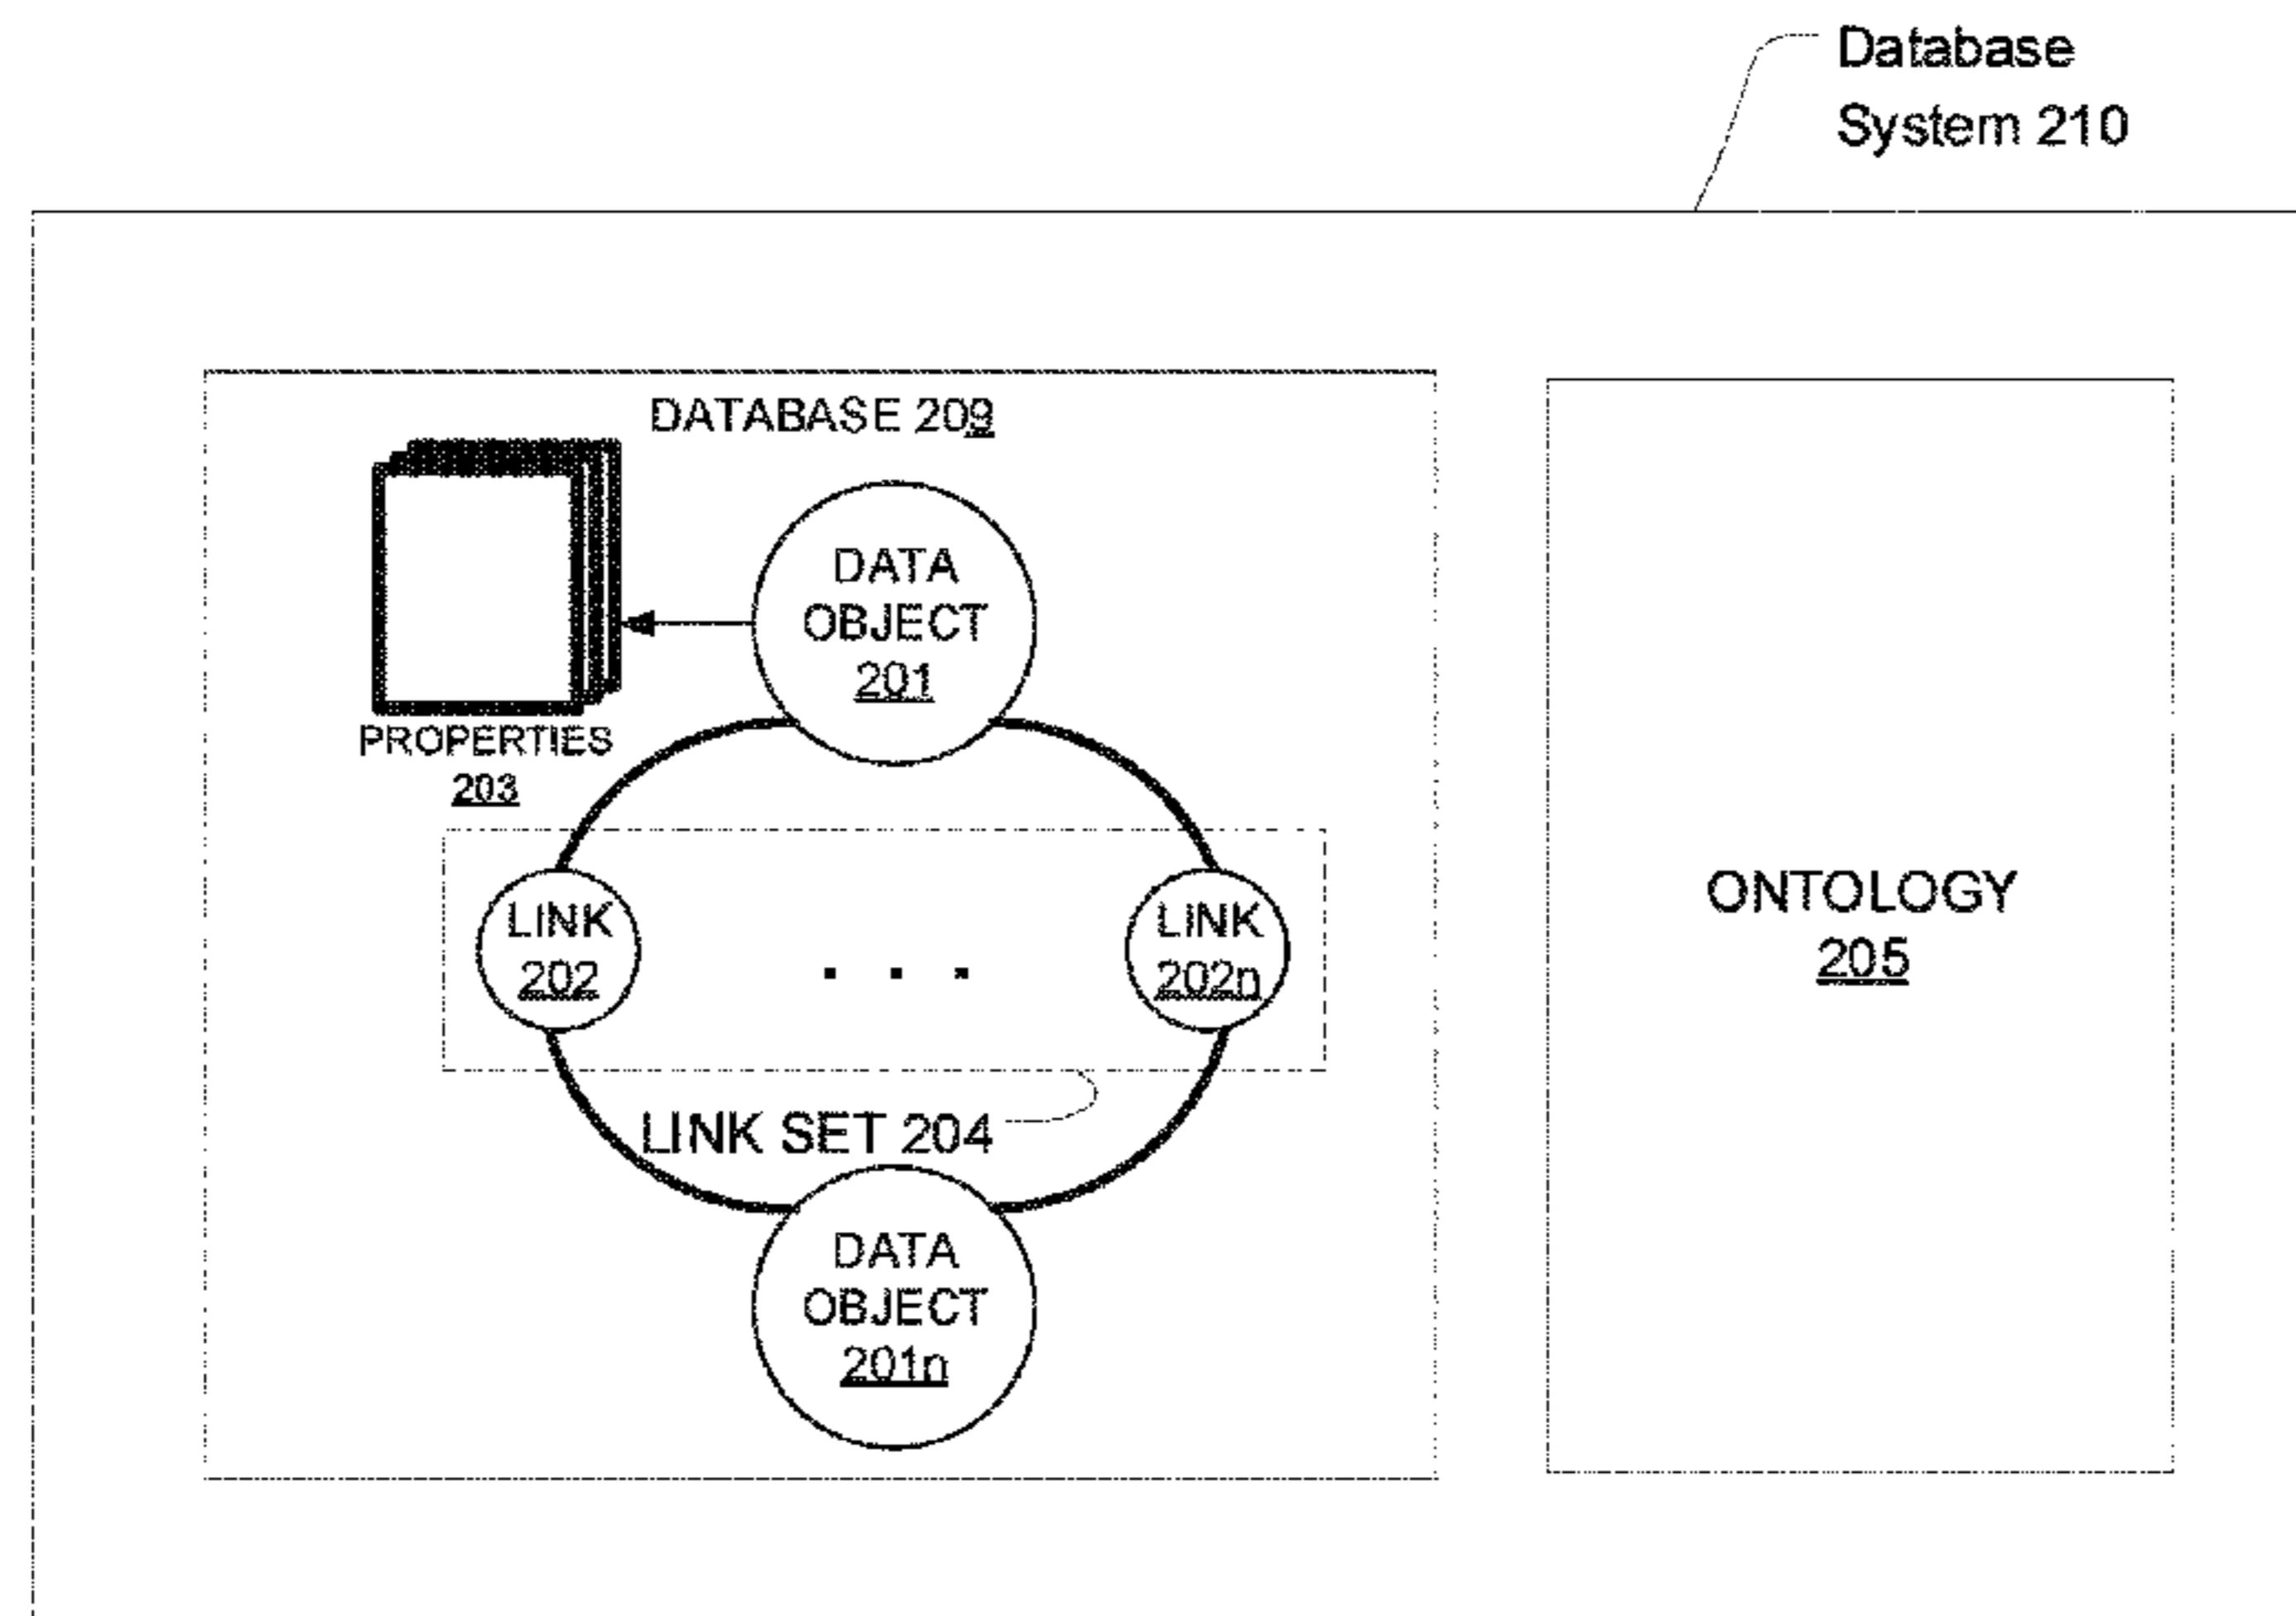 Database
System 210
DATABASE 209
DATA
OBJECT
201
PROPERTIES
203
LINK
202
. . .
LINK
202n
ONTOLOGY
205
LINK SET 204
DATA
OBJECT
201n